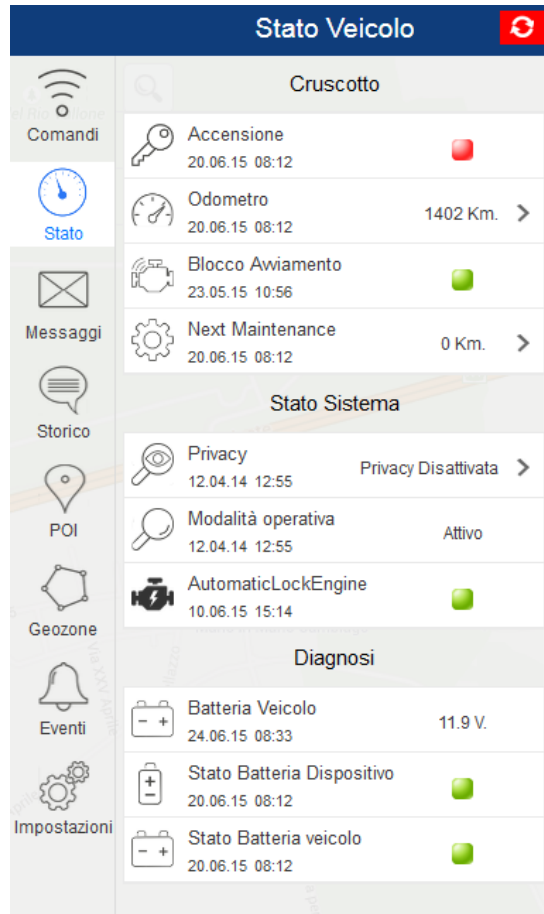 Stato Veicolo
Comandi
Stato
Messaggi
Storico
POI
Geozone
Eventi
Impostazioni
Cruscotto
Accensione
20.06.15 08:12
Odometro
20.06.15 08:12
1402 Km.
Blocco Avviamento
23.05.15 10:56
Next Maintenance
20.06.15 08:12
0 Km.
Stato Sistema
Privacy
12.04.14 12:55
Privacy Disattivata
Modalità operativa
12.04.14 12:55
Attivo
AutomaticLockEngine
10.06.15 15:14
Diagnosi
Batteria Veicolo
24.06.15 08:33
11.9 V.
Stato Batteria Dispositivo
20.06.15 08:12
Stato Batteria veicolo
20.06.15 08:12
Via XXV Aprile